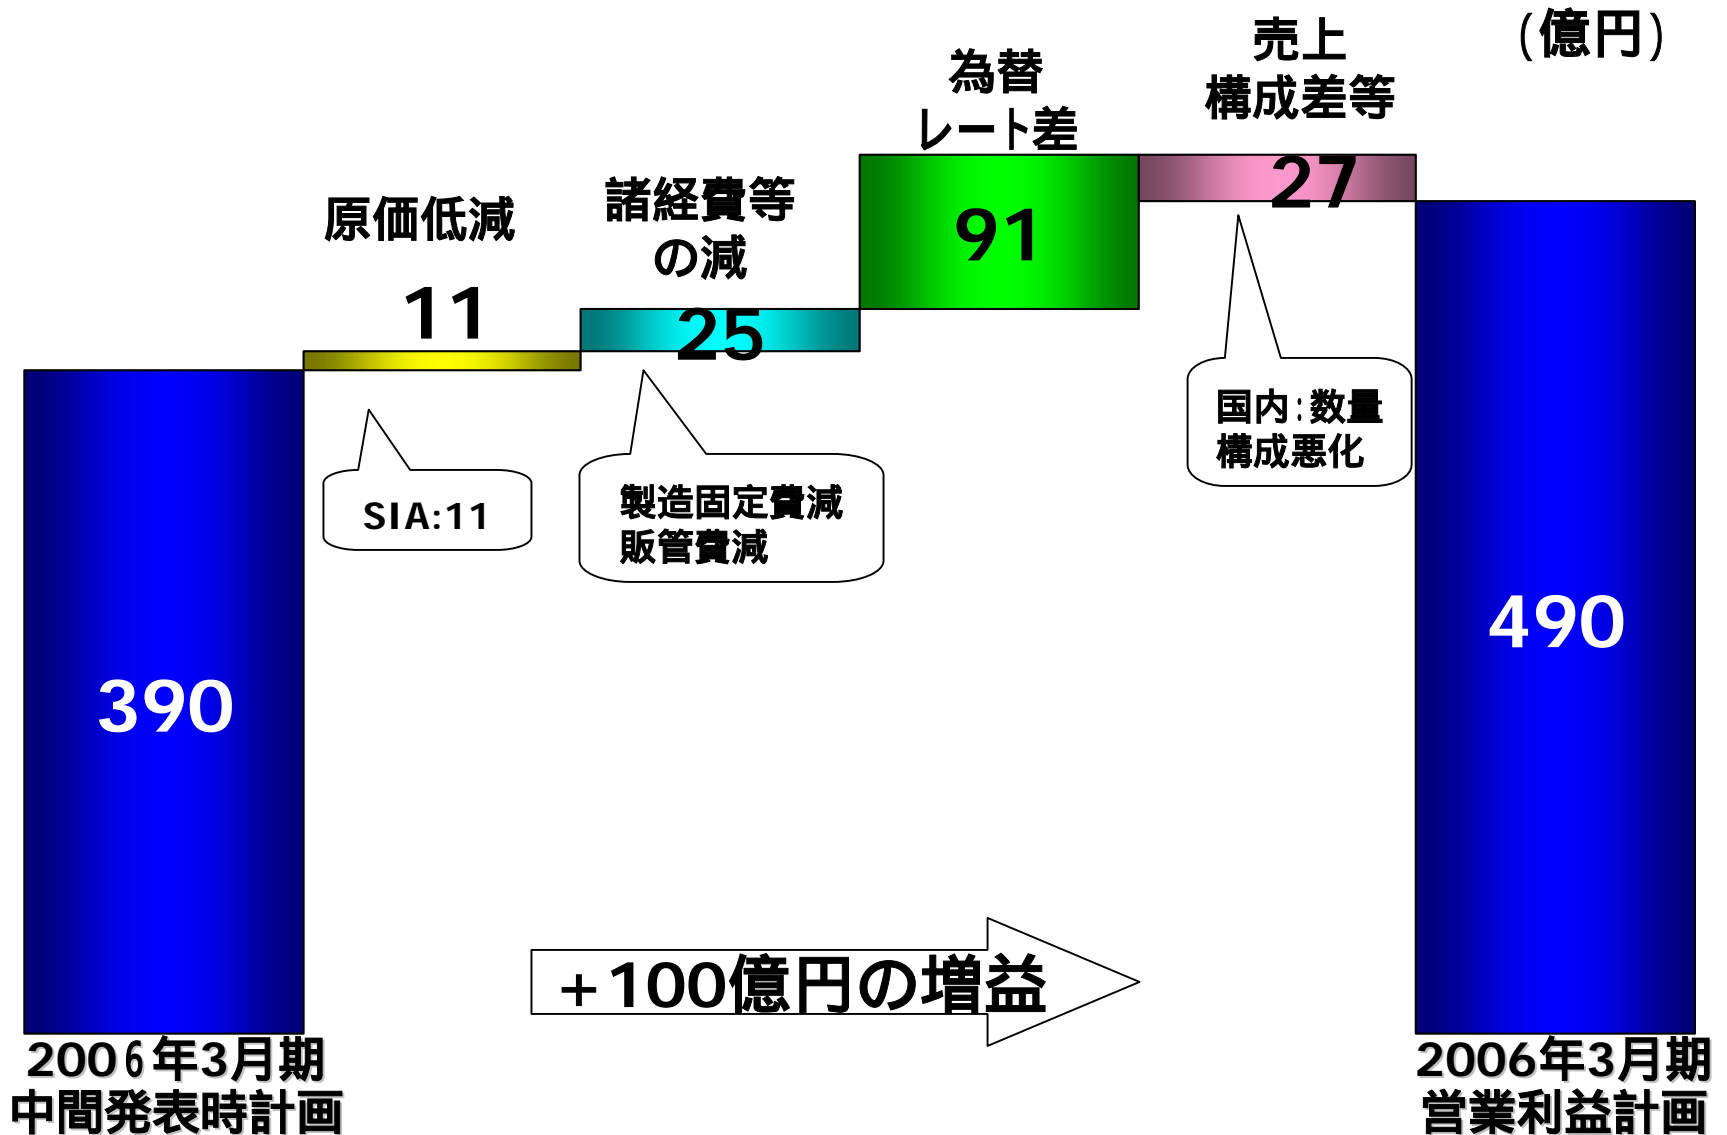 (億円)
売上
構成差等
為替
レート差
諸経費等
の減
原価低減
27
91
11
25
国内:数量
構成悪化
SIA:11
製造固定費減
販管費減
390
490
+100億円の増益
2006年3月期
中間発表時計画
2006年3月期
営業利益計画